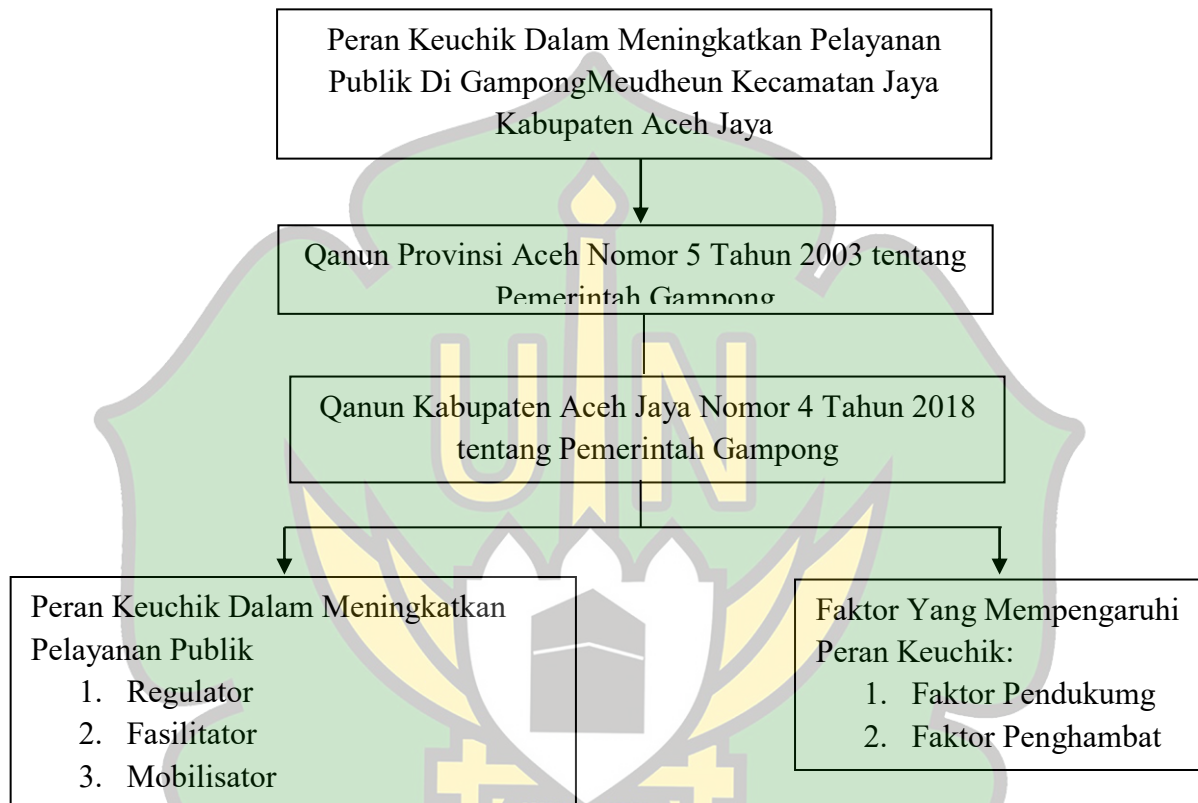 Peran Keuchik Dalam Meningkatkan Pelayanan
Publik Di GampongMeudheun Kecamatan Jaya
Kabupaten Aceh Jaya
Qanun Provinsi Aceh Nomor 5 Tahun 2003 tentang
Pemerintah Gampong
UIN
Qanun Kabupaten Aceh Jaya Nomor 4 Tahun 2018
tentang Pemerintah Gampong
Peran Keuchik Dalam Meningkatkan
Pelayanan Publik
1. Regulator
2. Fasilitator
3. Mobilisator
Faktor Yang Mempengaruhi
Peran Keuchik:
1. Faktor Pendukumg
2. Faktor Penghambat